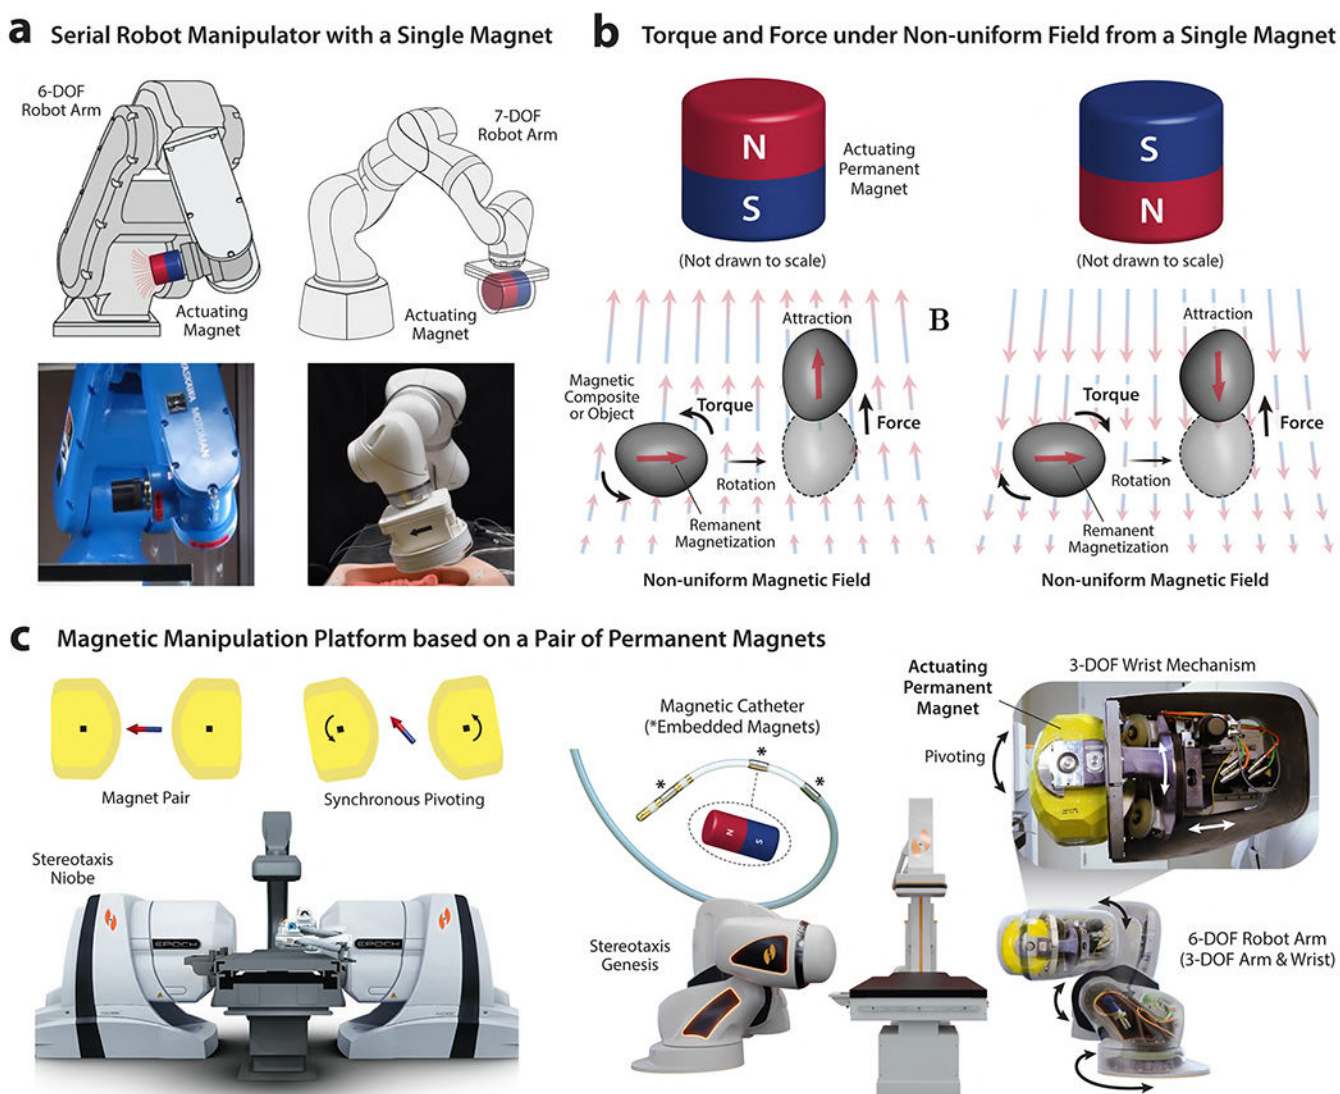 a Serial Robot Manipulator with a Single Magnet
6-DOF
Robot Arm
7-DOF
Robot Arm
Actuating
Magnet
Actuating
Magnet
YASKAWA MOTOMAN
b Torque and Force under Non-uniform Field from a Single Magnet
N
S
Actuating
Permanent
Magnet
S
N
(Not drawn to scale)
(Not drawn to scale)
B
Attraction
Magnetic
Composite
or Object
Torque
Force
Rotation
Remanent
Magnetization
Non-uniform Magnetic Field
Attraction
Torque
Force
Rotation
Remanent
Magnetization
Non-uniform Magnetic Field
c Magnetic Manipulation Platform based on a Pair of Permanent Magnets
Magnet Pair
Synchronous Pivoting
Stereotaxis
Niobe
EPOCH
EPOCH
Magnetic Catheter
(*Embedded Magnets)
*
*
*
N
S
Stereotaxis
Genesis
Actuating
Permanent
Magnet
3-DOF Wrist Mechanism
Pivoting
6-DOF Robot Arm
(3-DOF Arm & Wrist)